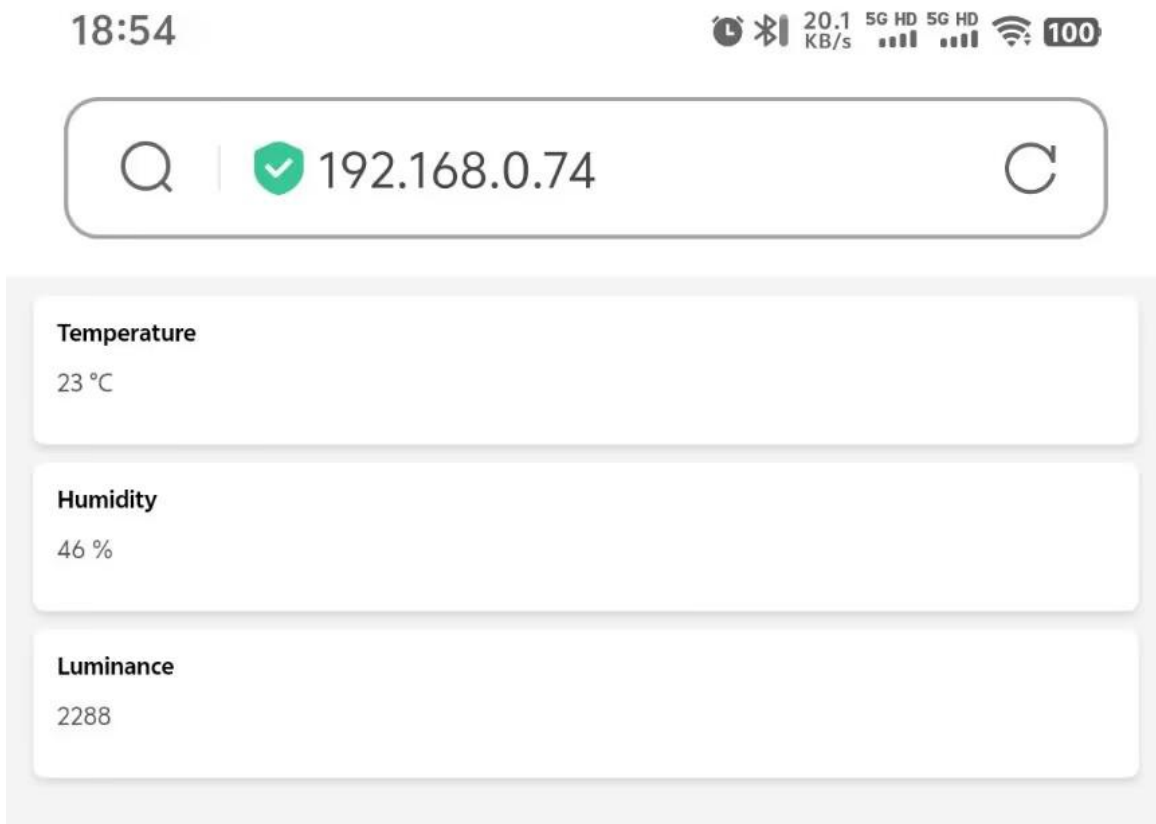 18:54 20.1 KB/s 5G HD 5G HD 100
192.168.0.74
Temperature
23 °C
Humidity
46 %
Luminance
2288